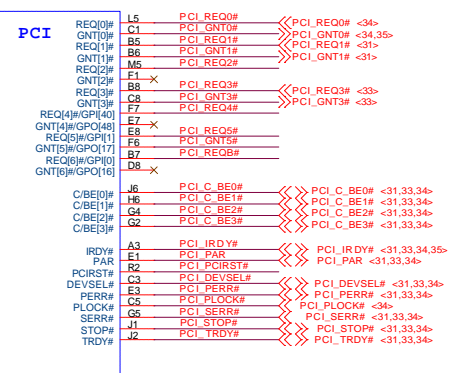 PCI
REQ[0]# L5 PCI_REQ0# PCI_REQ0# <34>
GNT[0]# C1 PCI_GNT0# PCI_GNT0# <34,35>
REQ[1]# B5 PCI_REQ1# PCI_REQ1# <31>
GNT[1]# B6 PCI_GNT1# PCI_GNT1# <31>
REQ[2]# M5 PCI_REQ2#
GNT[2]# F1
REQ[3]# B8 PCI_REQ3# PCI_REQ3# <33>
GNT[3]# C8 PCI_GNT3# PCI_GNT3# <33>
REQ[4]#/GPI[40] F7 PCI_REQ4#
GNT[4]#/GPO[48] E7
REQ[5]#/GPI[1] E8 PCI_REQ5#
GNT[5]#/GPO[17] F6 PCI_GNT5#
REQ[6]#/GPI[0] B7 PCI_REQB#
GNT[6]#/GPO[16] D8
C/BE[0]# J6 PCI_C_BE0# PCI_C_BE0# <31,33,34>
C/BE[1]# H6 PCI_C_BE1# PCI_C_BE1# <31,33,34>
C/BE[2]# G4 PCI_C_BE2# PCI_C_BE2# <31,33,34>
C/BE[3]# G2 PCI_C_BE3# PCI_C_BE3# <31,33,34>
IRDY# A3 PCI_IRDY# PCI_IRDY# <31,33,34,35>
PAR E1 PCI_PAR PCI_PAR <31,33,34>
PCIRST# R2 PCI_PCIRST#
DEVSEL# C3 PCI_DEVSEL# PCI_DEVSEL# <31,33,34>
PERR# E3 PCI_PERR# PCI_PERR# <31,33,34>
PLOCK# C5 PCI_PLOCK# PCI_PLOCK# <34>
SERR# G5 PCI_SERR# PCI_SERR# <31,33,34>
STOP# J1 PCI_STOP# PCI_STOP# <31,33,34>
TRDY# J2 PCI_TRDY# PCI_TRDY# <31,33,34>